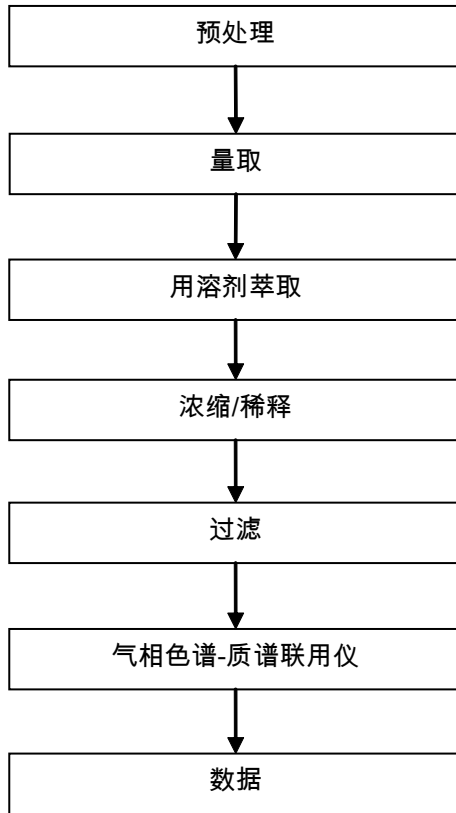 预处理
量取
用溶剂萃取
浓缩/稀释
过滤
气相色谱-质谱联用仪
数据